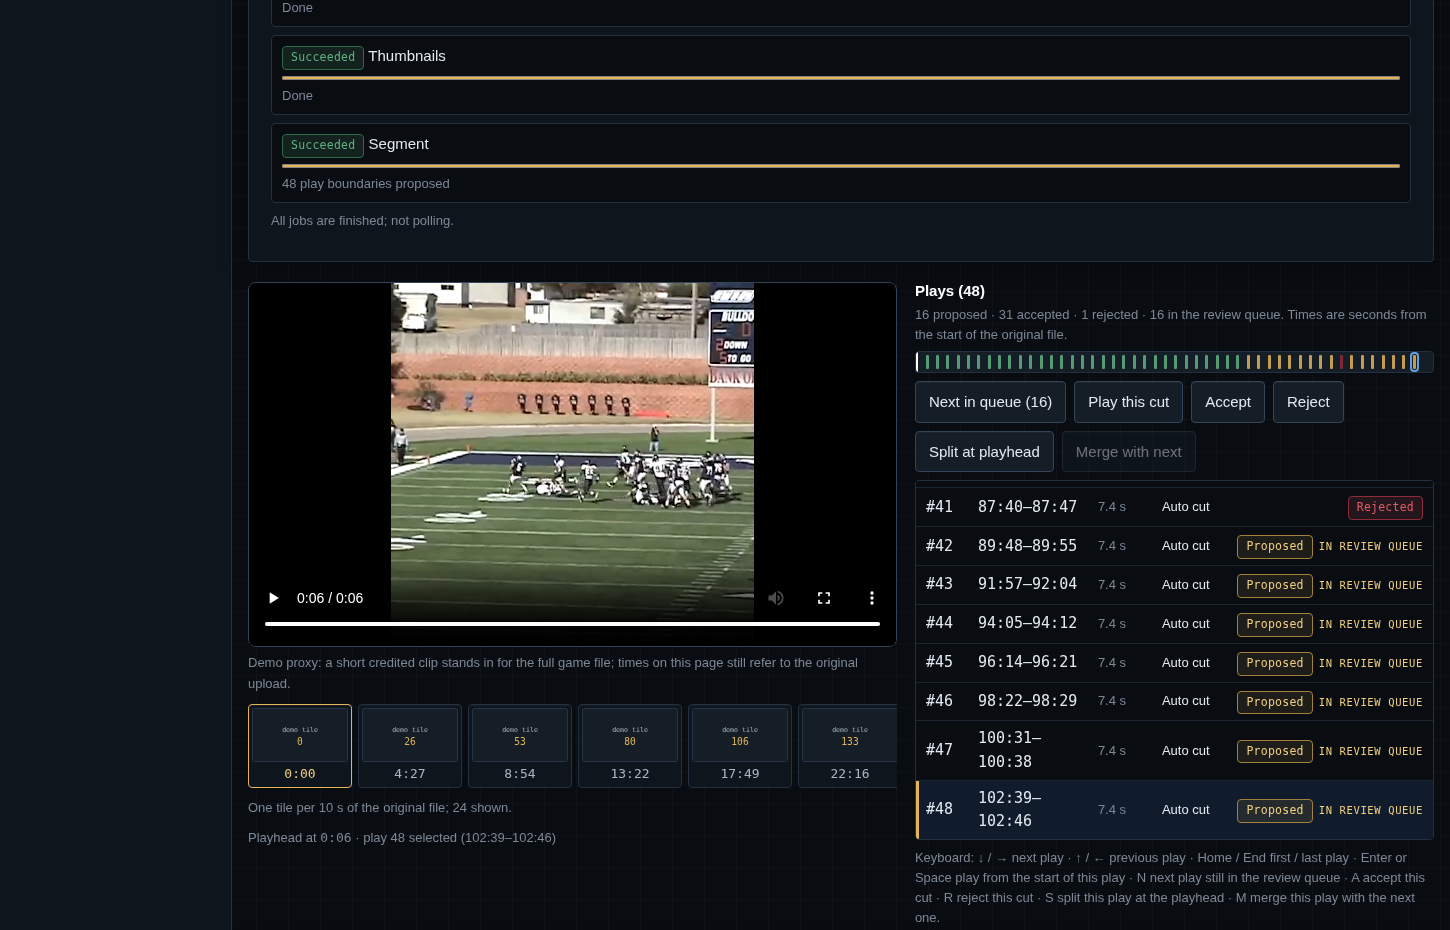 Done
Succeeded Thumbnails
Done
Succeeded Segment
48 play boundaries proposed
All jobs are finished; not polling.
BULLDO
2 DOWN
5 TO GO
BANK O
0:06 / 0:06
Demo proxy: a short credited clip stands in for the full game file; times on this page still refer to the original
upload.
demo tile
0
0:00
demo tile
26
4:27
demo tile
53
8:54
demo tile
80
13:22
demo tile
106
17:49
demo tile
133
22:16
One tile per 10 s of the original file; 24 shown.
Playhead at 0:06 · play 48 selected (102:39–102:46)
Plays (48)
16 proposed · 31 accepted · 1 rejected · 16 in the review queue. Times are seconds from
the start of the original file.
Next in queue (16) Play this cut Accept Reject
Split at playhead Merge with next
#41 87:40–87:47 7.4 s Auto cut Rejected
#42 89:48–89:55 7.4 s Auto cut Proposed IN REVIEW QUEUE
#43 91:57–92:04 7.4 s Auto cut Proposed IN REVIEW QUEUE
#44 94:05–94:12 7.4 s Auto cut Proposed IN REVIEW QUEUE
#45 96:14–96:21 7.4 s Auto cut Proposed IN REVIEW QUEUE
#46 98:22–98:29 7.4 s Auto cut Proposed IN REVIEW QUEUE
#47 100:31–
100:38 7.4 s Auto cut Proposed IN REVIEW QUEUE
#48 102:39–
102:46 7.4 s Auto cut Proposed IN REVIEW QUEUE
Keyboard: ↓ / → next play · ↑ / ← previous play · Home / End first / last play · Enter or
Space play from the start of this play · N next play still in the review queue · A accept this
cut · R reject this cut · S split this play at the playhead · M merge this play with the next
one.